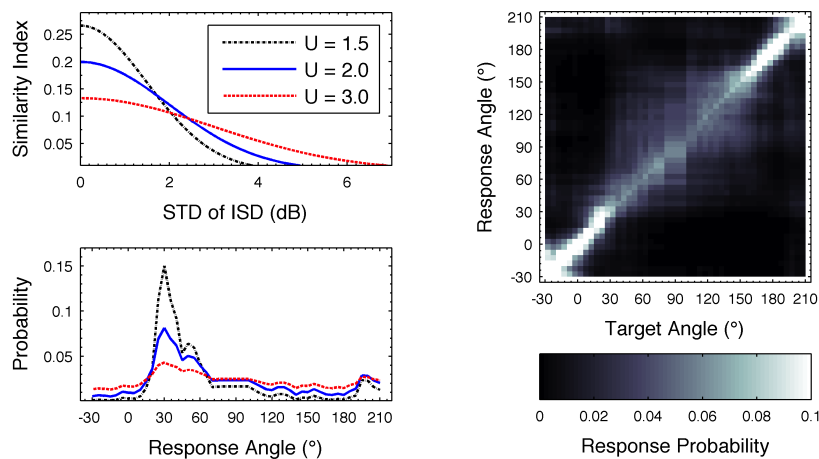 0.25
0.2
0.15
0.1
0.05
Similarity Index
0 2 4 6
STD of ISD (dB)
U = 1.5
U = 2.0
U = 3.0
0.15
0.1
0.05
Probability
-30 0 30 60 90 120 150 180 210
Response Angle (°)
210
180
150
120
90
60
30
0
-30
Response Angle (°)
-30 0 30 60 90 120 150 180 210
Target Angle (°)
0 0.02 0.04 0.06 0.08 0.1
Response Probability